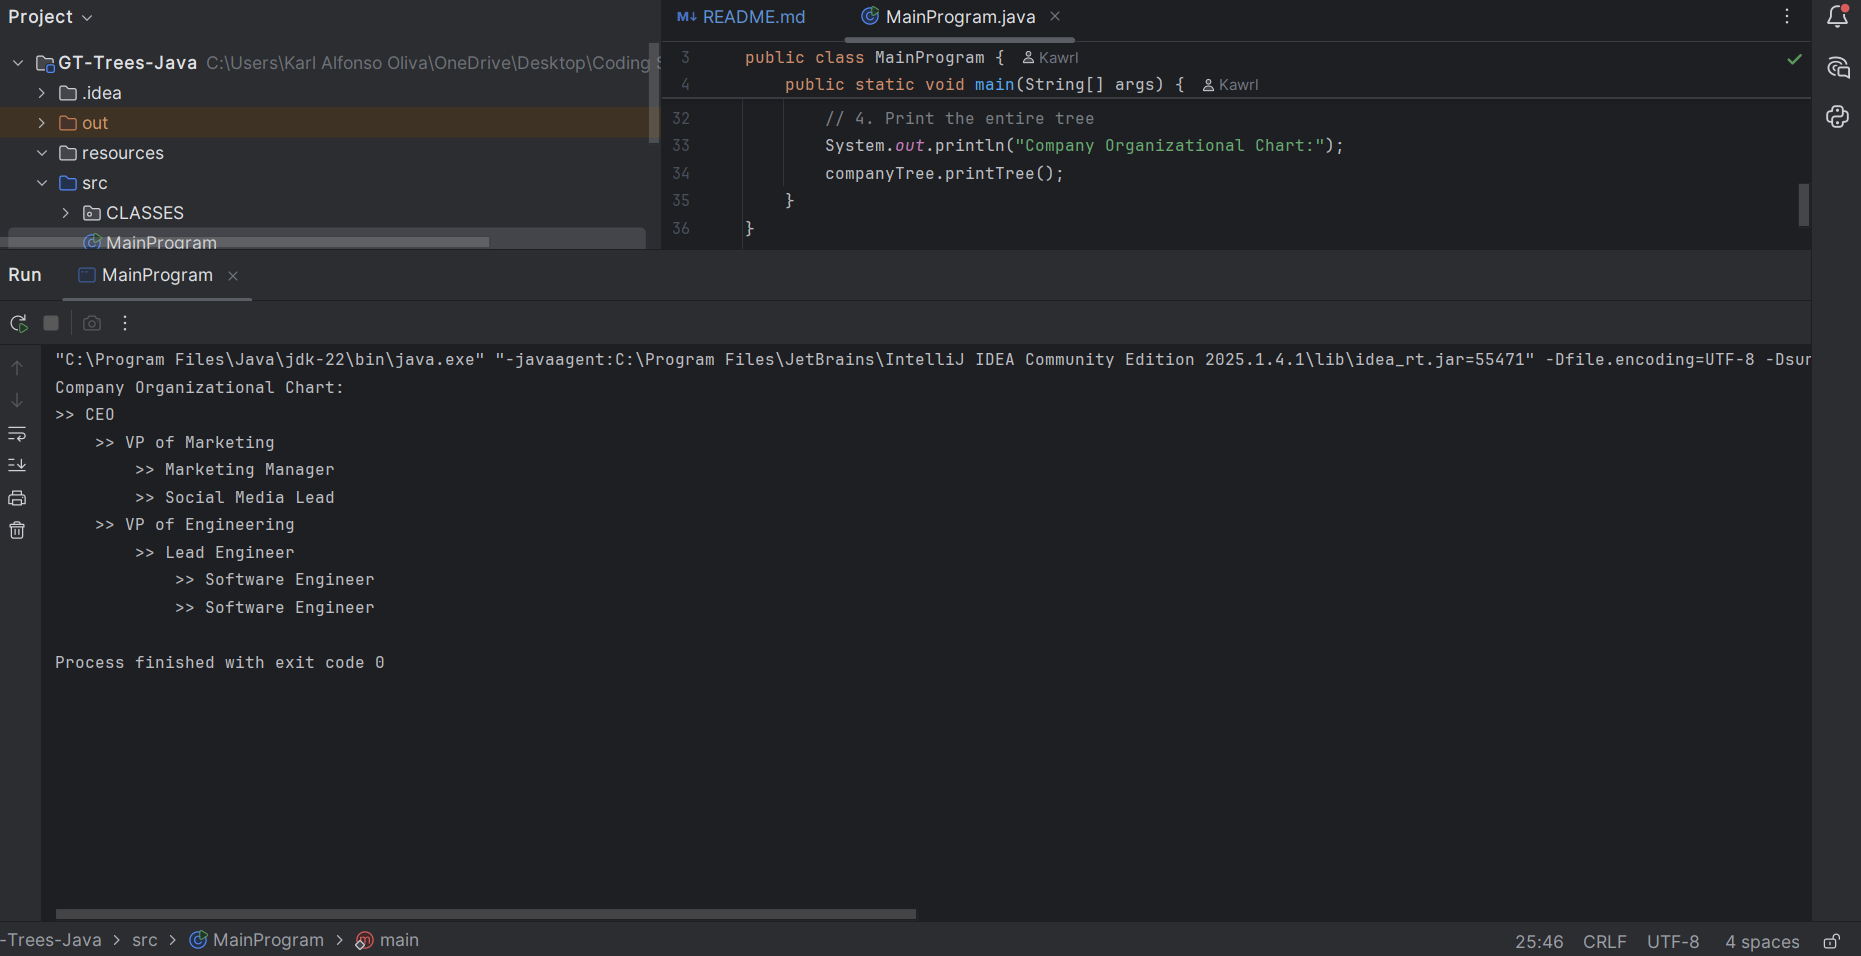 Project
GT-Trees-Java C:\Users\Karl Alfonso Oliva\OneDrive\Desktop\Coding
.idea
out
resources
src
CLASSES
MainProgram
M↓ README.md
MainProgram.java
3 public class MainProgram { Kawrl
4 public static void main(String[] args) { Kawrl
32 // 4. Print the entire tree
33 System.out.println("Company Organizational Chart:");
34 companyTree.printTree();
35 }
36 }
Run MainProgram
"C:\Program Files\Java\jdk-22\bin\java.exe" "-javaagent:C:\Program Files\JetBrains\IntelliJ IDEA Community Edition 2025.1.4.1\lib\idea_rt.jar=55471" -Dfile.encoding=UTF-8 -Dsur
Company Organizational Chart:
>> CEO
>> VP of Marketing
>> Marketing Manager
>> Social Media Lead
>> VP of Engineering
>> Lead Engineer
>> Software Engineer
>> Software Engineer
Process finished with exit code 0
-Trees-Java > src > MainProgram > main
25:46 CRLF UTF-8 4 spaces